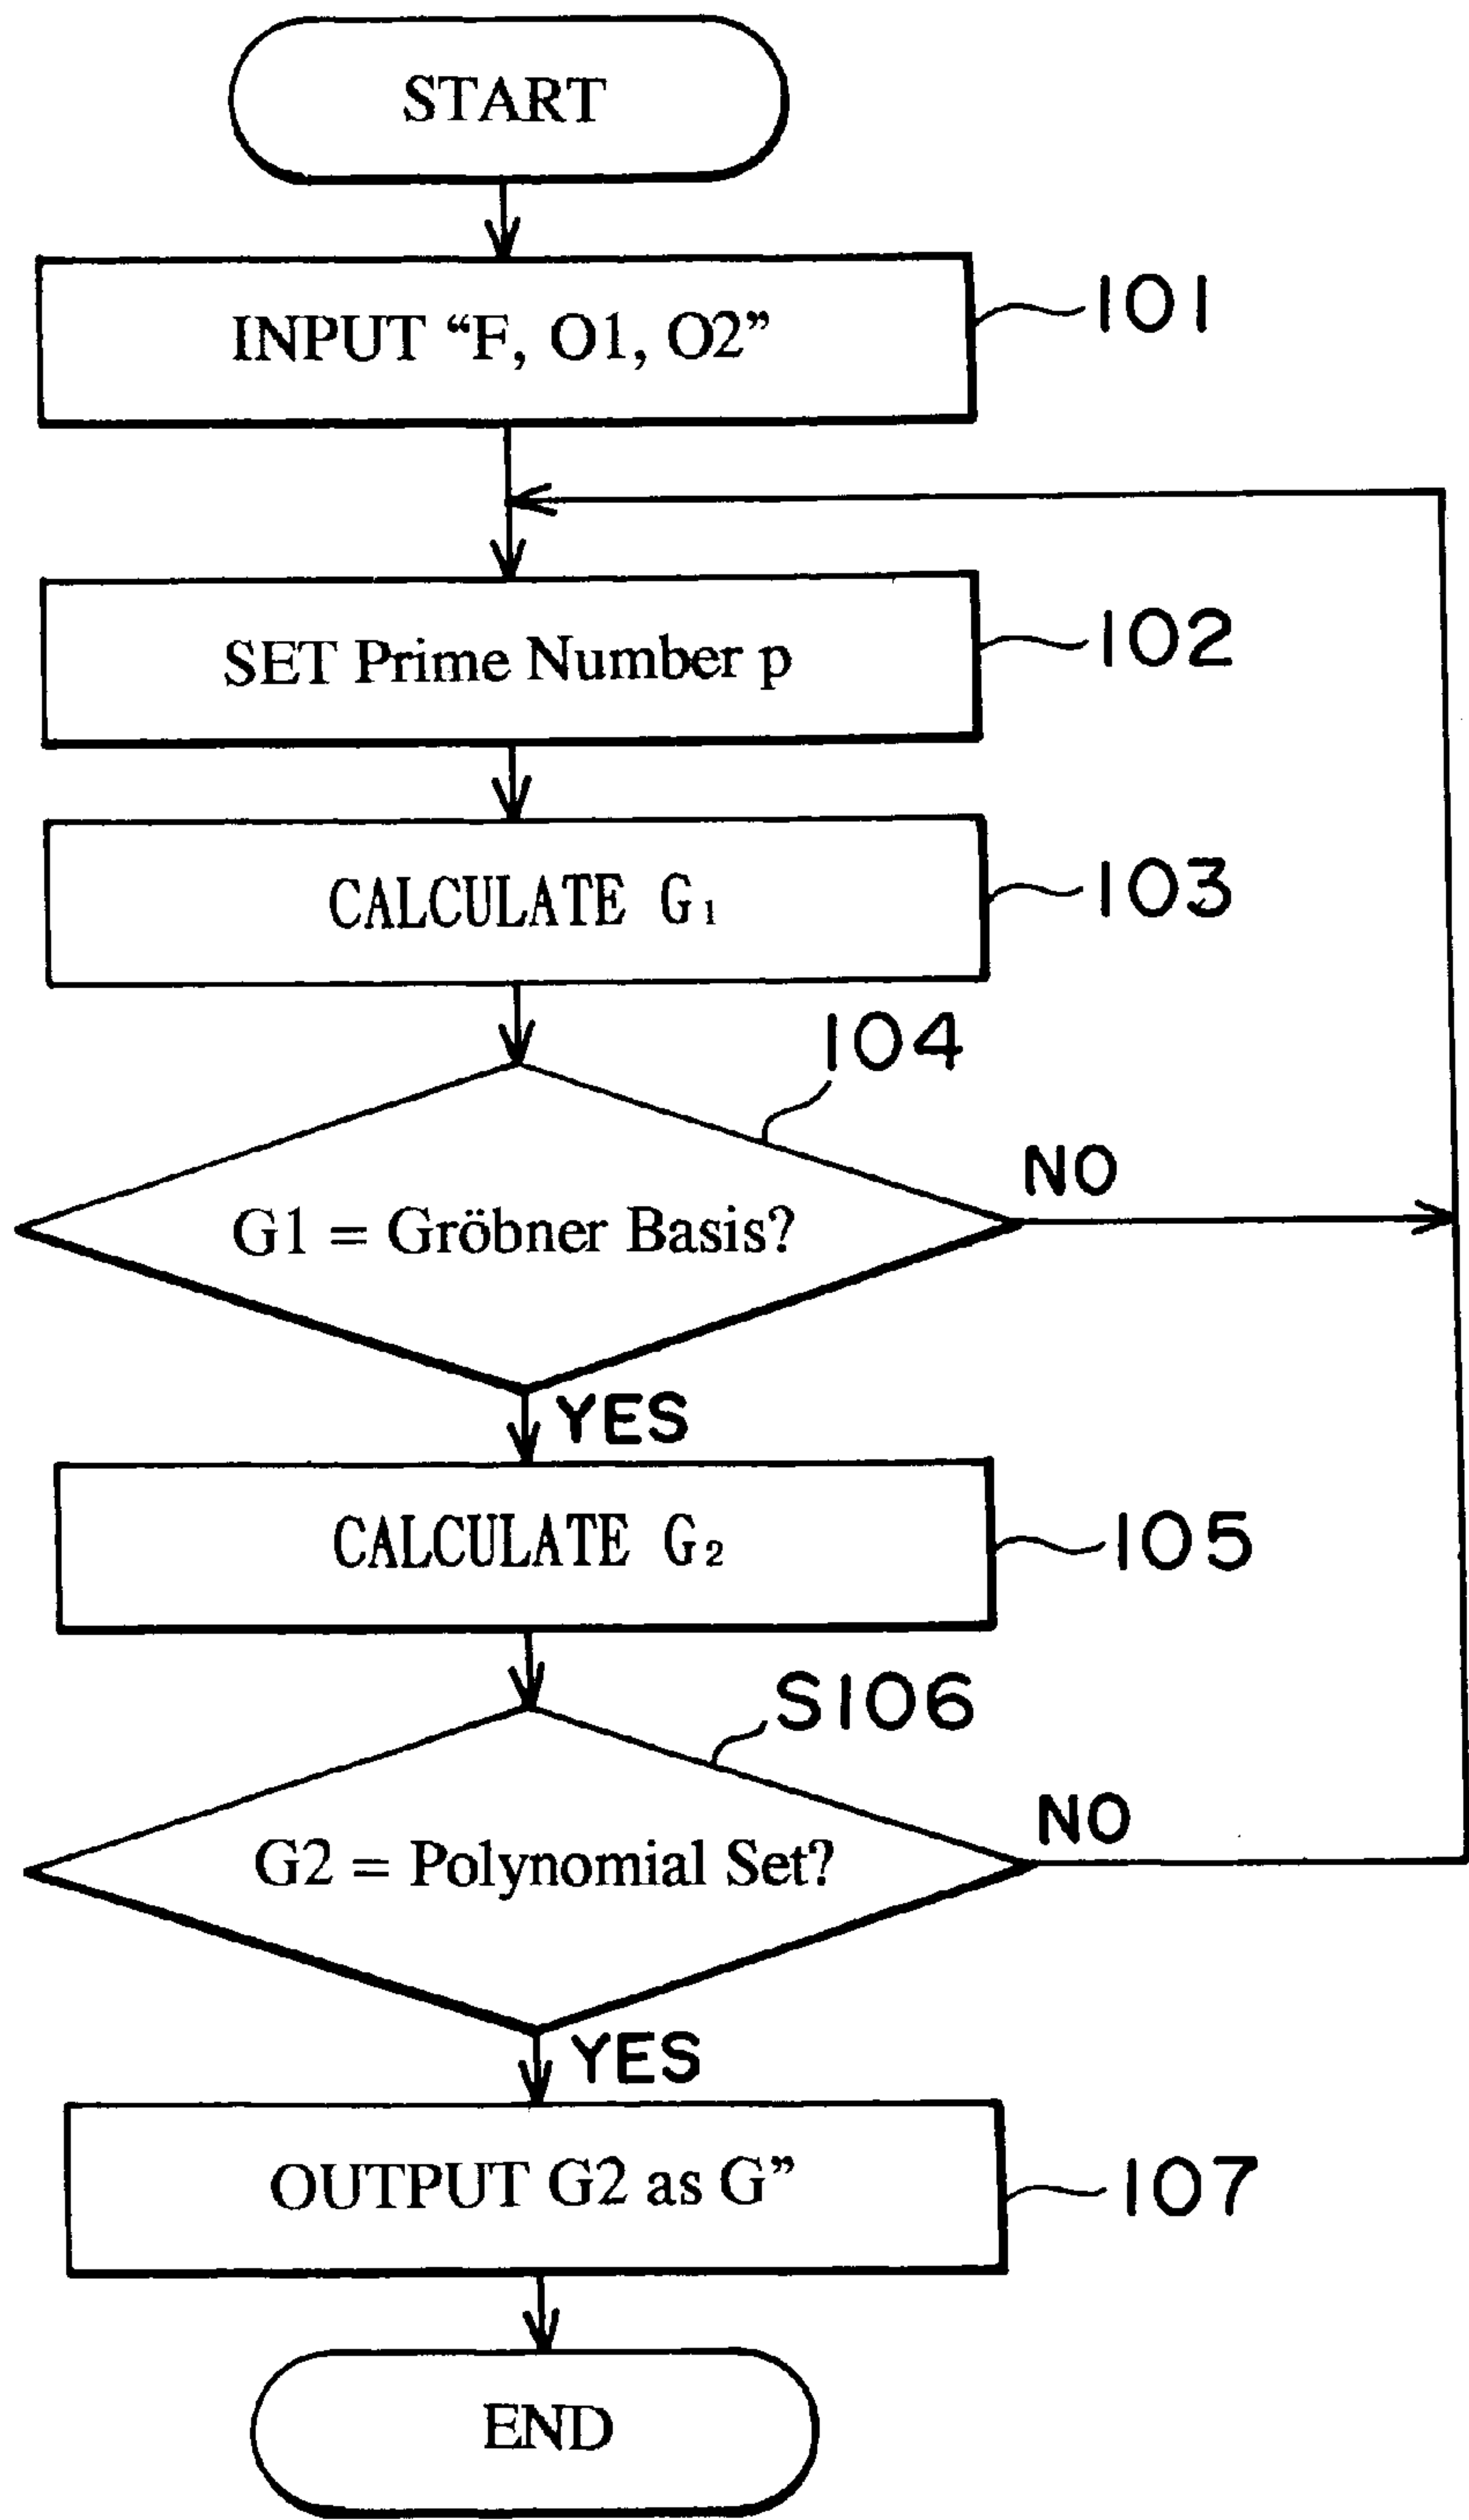 START
INPUT “F, O1, O2”
101
SET Prime Number p
102
CALCULATE G₁
103
104
G1 = Gröbner Basis?
NO
YES
CALCULATE G₂
105
S106
G2 = Polynomial Set?
NO
YES
OUTPUT G2 as G”
107
END